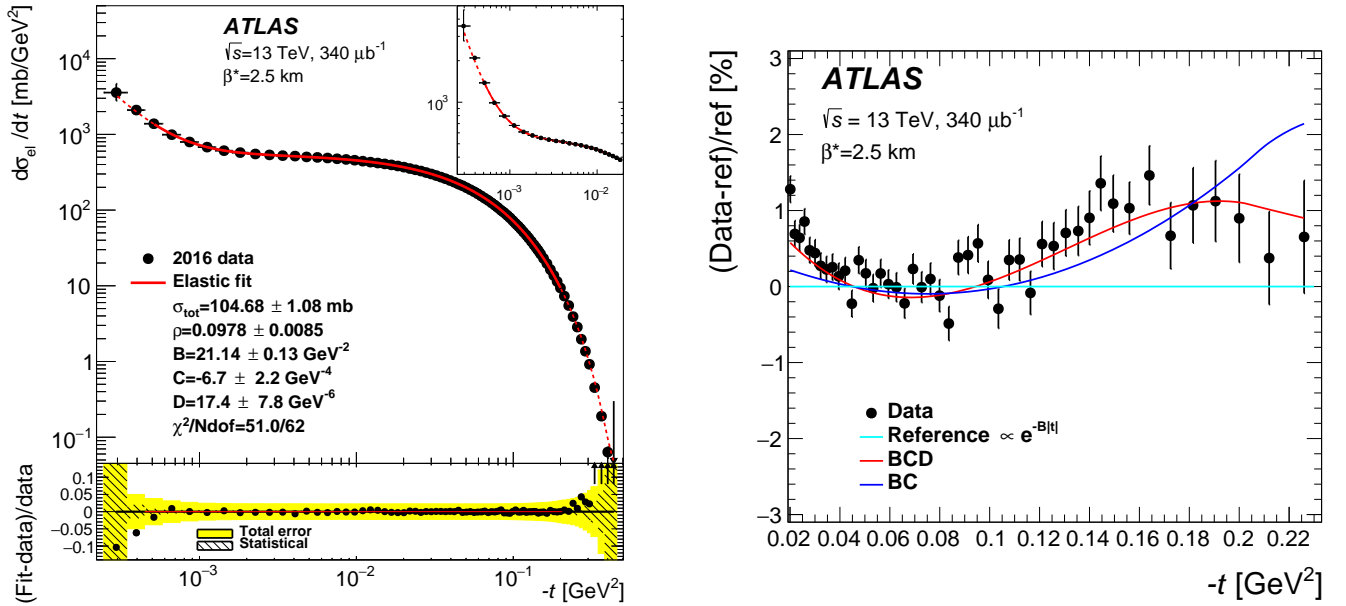 dσ_el/dt [mb/GeV²]
10⁴
10³
10²
10
1
10⁻¹
ATLAS
√s=13 TeV, 340 μb⁻¹
β*=2.5 km
10³
10⁻³
10⁻²
2016 data
Elastic fit
σ_tot=104.68 ± 1.08 mb
ρ=0.0978 ± 0.0085
B=21.14 ± 0.13 GeV⁻²
C=-6.7 ± 2.2 GeV⁻⁴
D=17.4 ± 7.8 GeV⁻⁶
χ²/Ndof=51.0/62
(Fit-data)/data
0.1
0.05
0
−0.05
−0.1
Total error
Statistical
10⁻³
10⁻²
10⁻¹
-t [GeV²]
(Data-ref)/ref [%]
3
2
1
0
−1
−2
−3
ATLAS
√s = 13 TeV, 340 μb⁻¹
β*=2.5 km
Data
Reference ∝ e^-B|t|
BCD
BC
0.02 0.04 0.06 0.08 0.1 0.12 0.14 0.16 0.18 0.2 0.22
-t [GeV²]